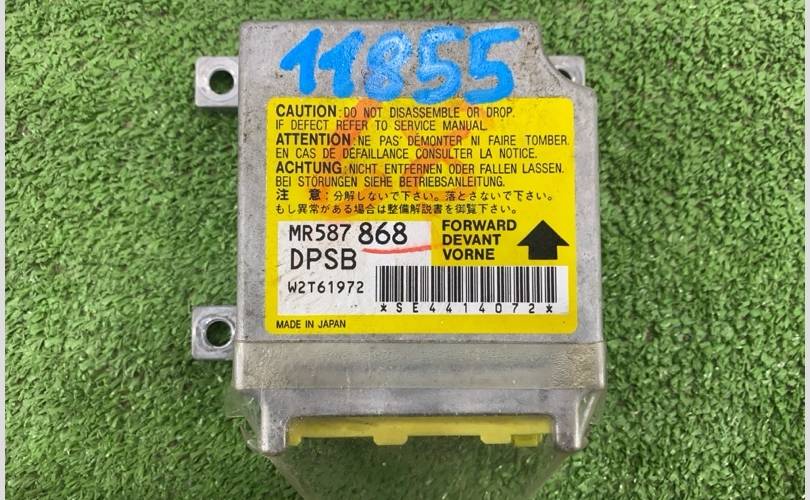 11855
CAUTION: DO NOT DISASSEMBLE OR DROP.
IF DEFECT REFER TO SERVICE MANUAL.
ATTENTION: NE PAS DÉMONTER NI FAIRE TOMBER.
EN CAS DE DÉFAILLANCE CONSULTER LA NOTICE.
ACHTUNG: NICHT ENTFERNEN ODER FALLEN LASSEN.
BEI STÖRUNGEN SIEHE BETRIEBSANLEITUNG.
注 意: 分解しないで下さい。落とさないで下さい。
もし異常がある場合は整備解説書を御覧下さい。
MR587 868
DPSB
FORWARD
DEVANT
VORNE
W2T61972
*SE4414072*
MADE IN JAPAN